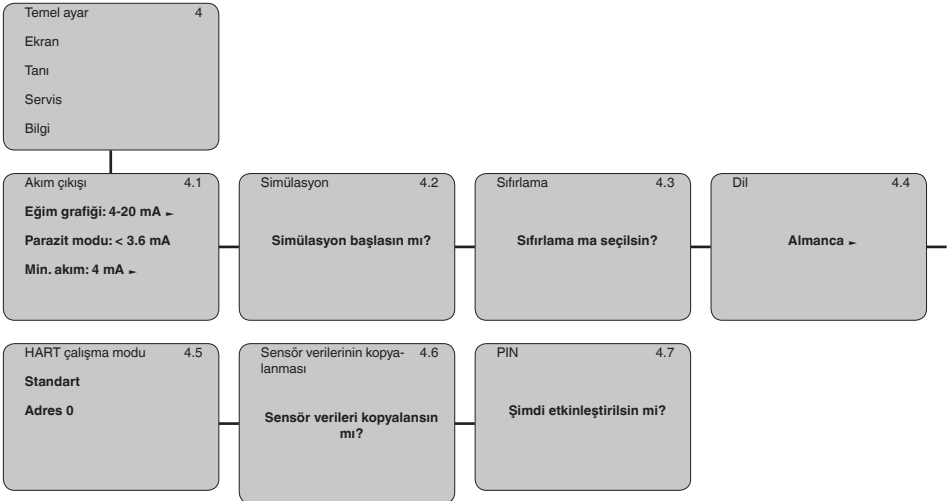 Temel ayar 4
Ekran
Tanı
Servis
Bilgi
Akım çıkışı 4.1
Eğim grafiği: 4-20 mA ►
Parazit modu: < 3.6 mA
Min. akım: 4 mA ►
Simülasyon 4.2
Simülasyon başlasın mı?
Sıfırlama 4.3
Sıfırlama ma seçilsin?
Dil 4.4
Almanca ►
HART çalışma modu 4.5
Standart
Adres 0
Sensör verilerinin kopya- 4.6
lanması
Sensör verileri kopyalansın
mı?
PIN 4.7
Şimdi etkinleştirilsin mi?